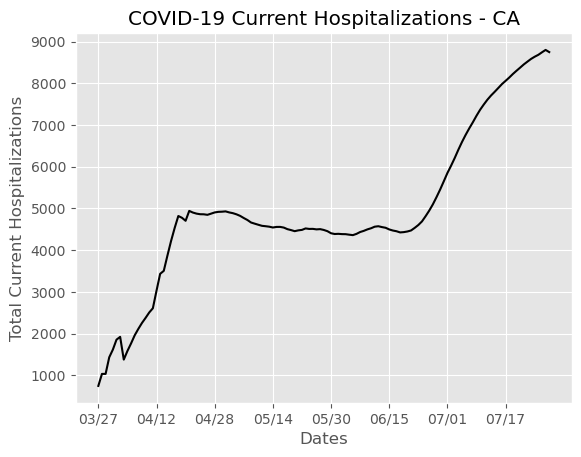 COVID-19 Current Hospitalizations - CA
9000
8000
7000
6000
5000
4000
3000
2000
1000
Total Current Hospitalizations
03/27 04/12 04/28 05/14 05/30 06/15 07/01 07/17
Dates